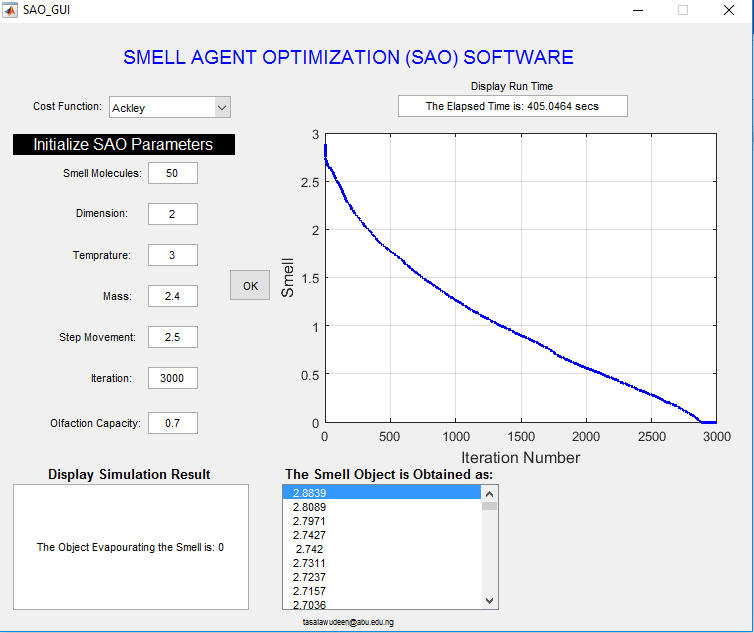 SAO_GUI
SMELL AGENT OPTIMIZATION (SAO) SOFTWARE
Display Run Time
Cost Function: Ackley
The Elapsed Time is: 405.0464 secs
Initialize SAO Parameters
Smell Molecules: 50
Dimension: 2
Temprature: 3
Mass: 2.4
Step Movement: 2.5
Iteration: 3000
Olfaction Capacity: 0.7
OK
Smell
3
2.5
2
1.5
1
0.5
0
0 500 1000 1500 2000 2500 3000
Iteration Number
Display Simulation Result
The Object Evapourating the Smell is: 0
The Smell Object is Obtained as:
2.8839
2.8089
2.7971
2.7427
2.742
2.7311
2.7237
2.7157
2.7036
tasalawudeen@abu.edu.ng